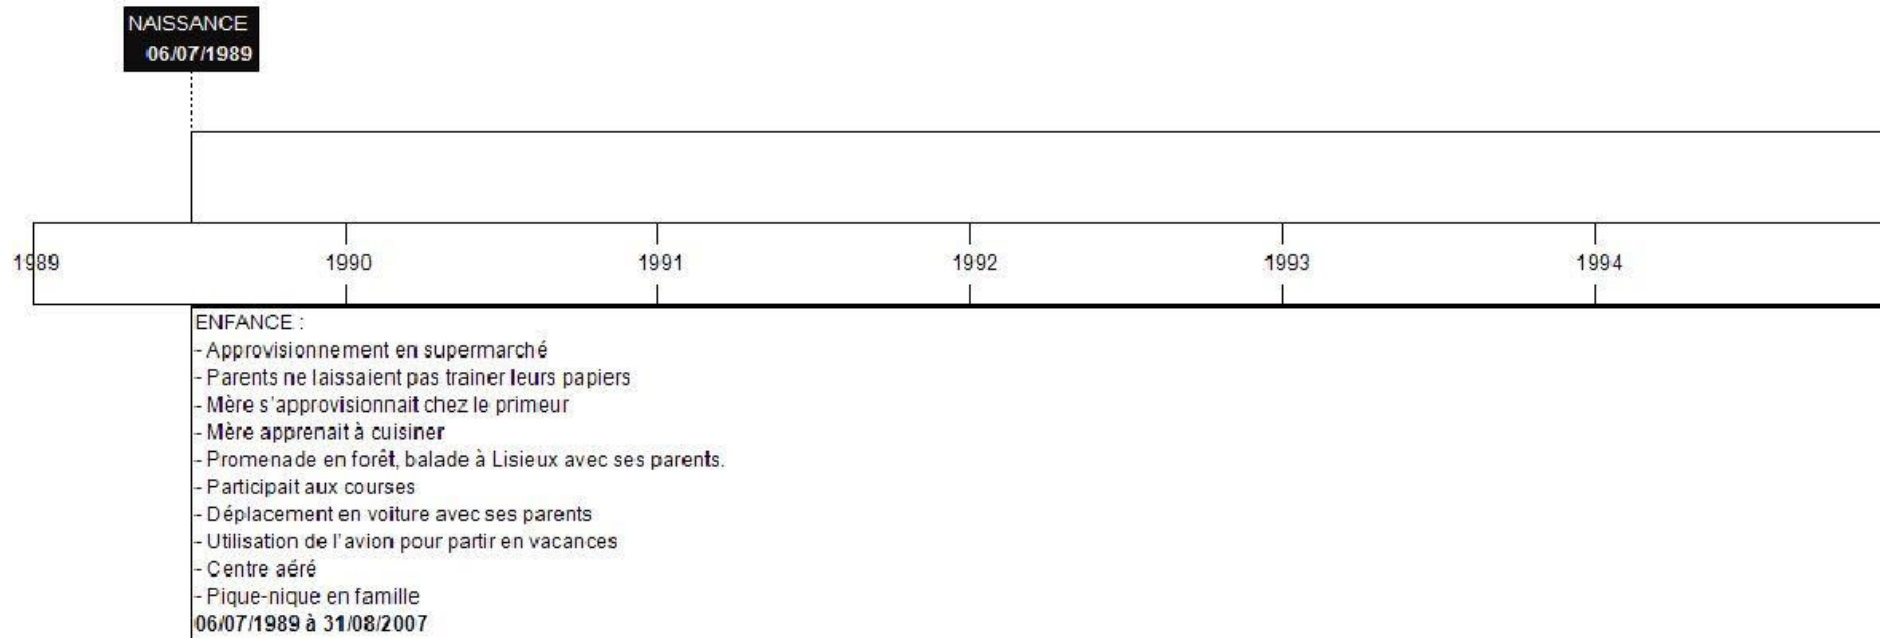 NAISSANCE
06/07/1989
1989 1990 1991 1992 1993 1994
ENFANCE :
- Approvisionnement en supermarché
- Parents ne laissaient pas trainer leurs papiers
- Mère s'approvisionnait chez le primeur
- Mère apprenait à cuisiner
- Promenade en forêt, balade à Lisieux avec ses parents.
- Participait aux courses
- Déplacement en voiture avec ses parents
- Utilisation de l'avion pour partir en vacances
- Centre aéré
- Pique-nique en famille
06/07/1989 à 31/08/2007